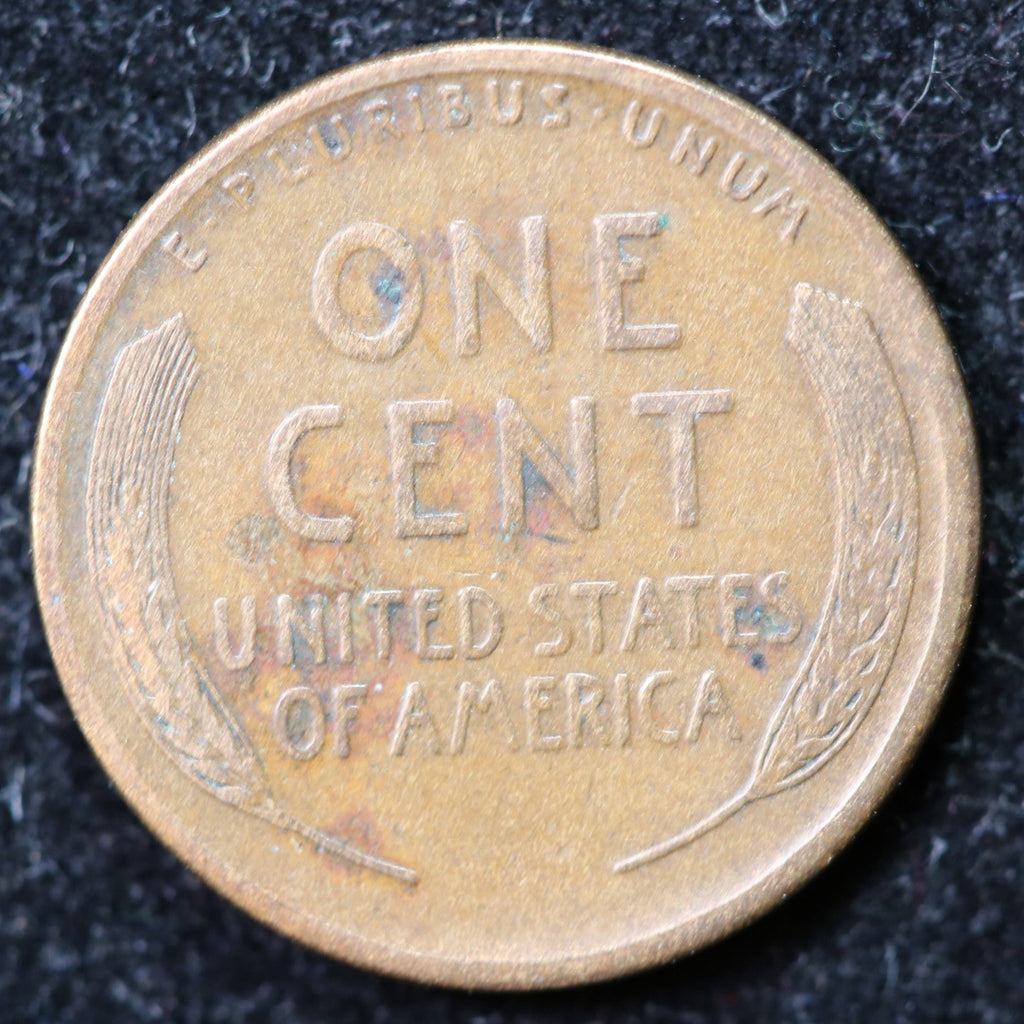 E·PLURIBUS·UNUM
ONE
CENT
UNITED STATES
OF AMERICA